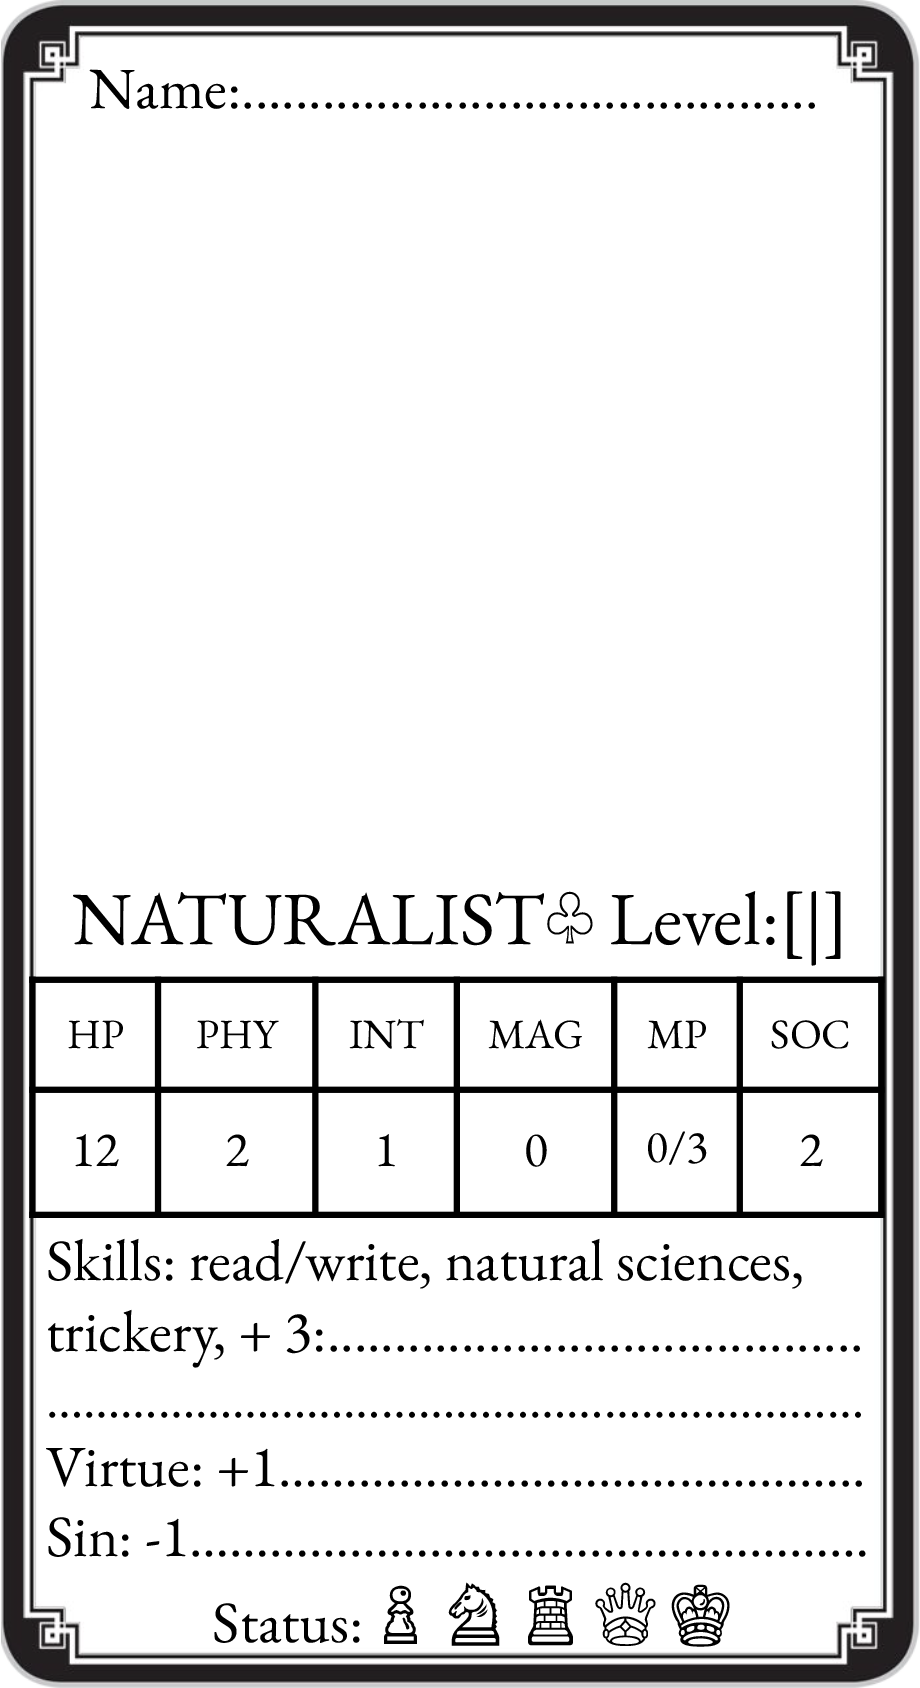 Name:...........................................
NATURALIST♧ Level:[|]
HP PHY INT MAG MP SOC
12 2 1 0 0/3 2
Skills: read/write, natural sciences,
trickery, + 3:........................................
.............................................................
Virtue: +1............................................
Sin: -1...................................................
Status: ♙ ♘ ♖ ♕ ♔